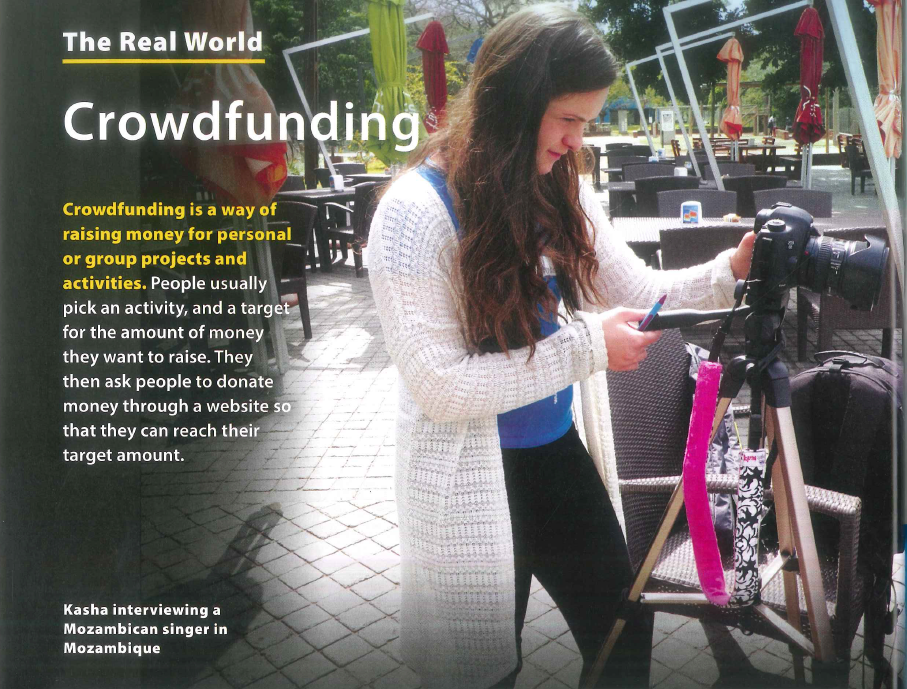 The Real World
Crowdfunding
Crowdfunding is a way of
raising money for personal
or group projects and
activities. People usually
pick an activity, and a target
for the amount of money
they want to raise. They
then ask people to donate
money through a website so
that they can reach their
target amount.
Kasha interviewing a
Mozambican singer in
Mozambique